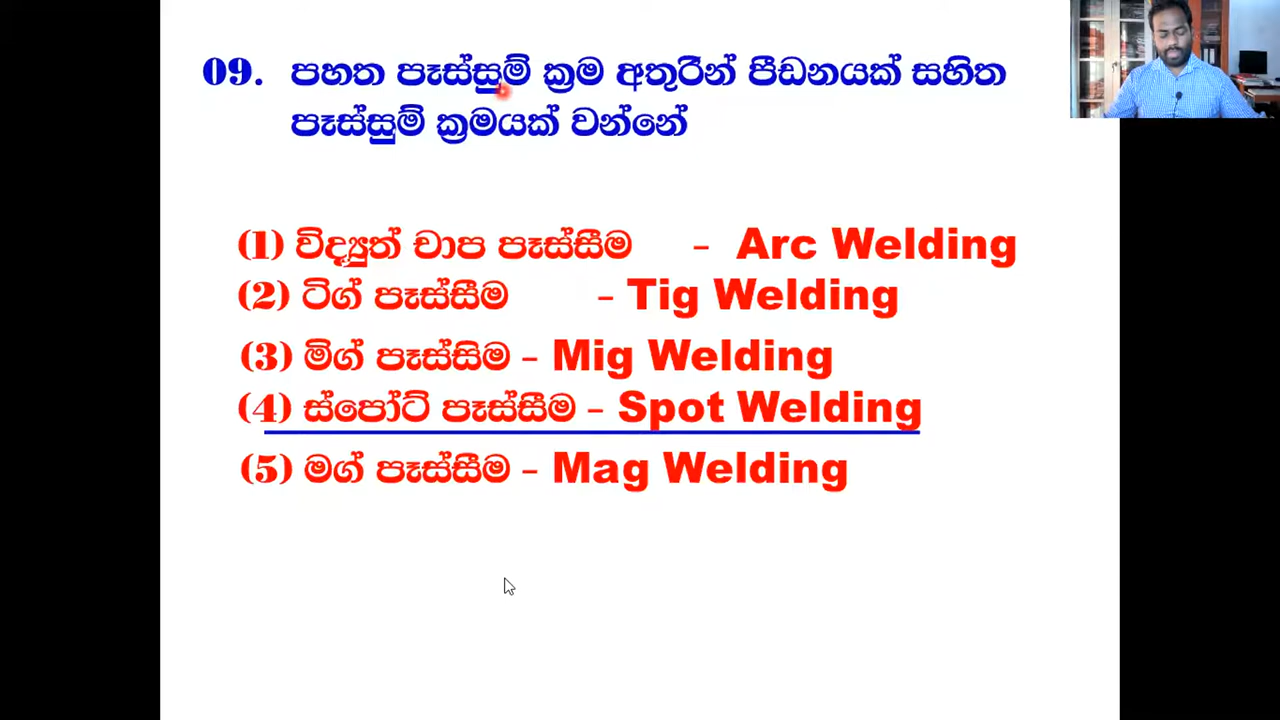 09. පහත පෑස්සුම් ක්‍රම අතුරින් පීඩනයක් සහිත
පෑස්සුම් ක්‍රමයක් වන්නේ
(1) විද්‍යුත් චාප පෑස්සීම - Arc Welding
(2) ටිග් පෑස්සීම - Tig Welding
(3) මිග් පෑස්සිම - Mig Welding
(4) ස්පෝට් පෑස්සීම - Spot Welding
(5) මග් පෑස්සීම - Mag Welding